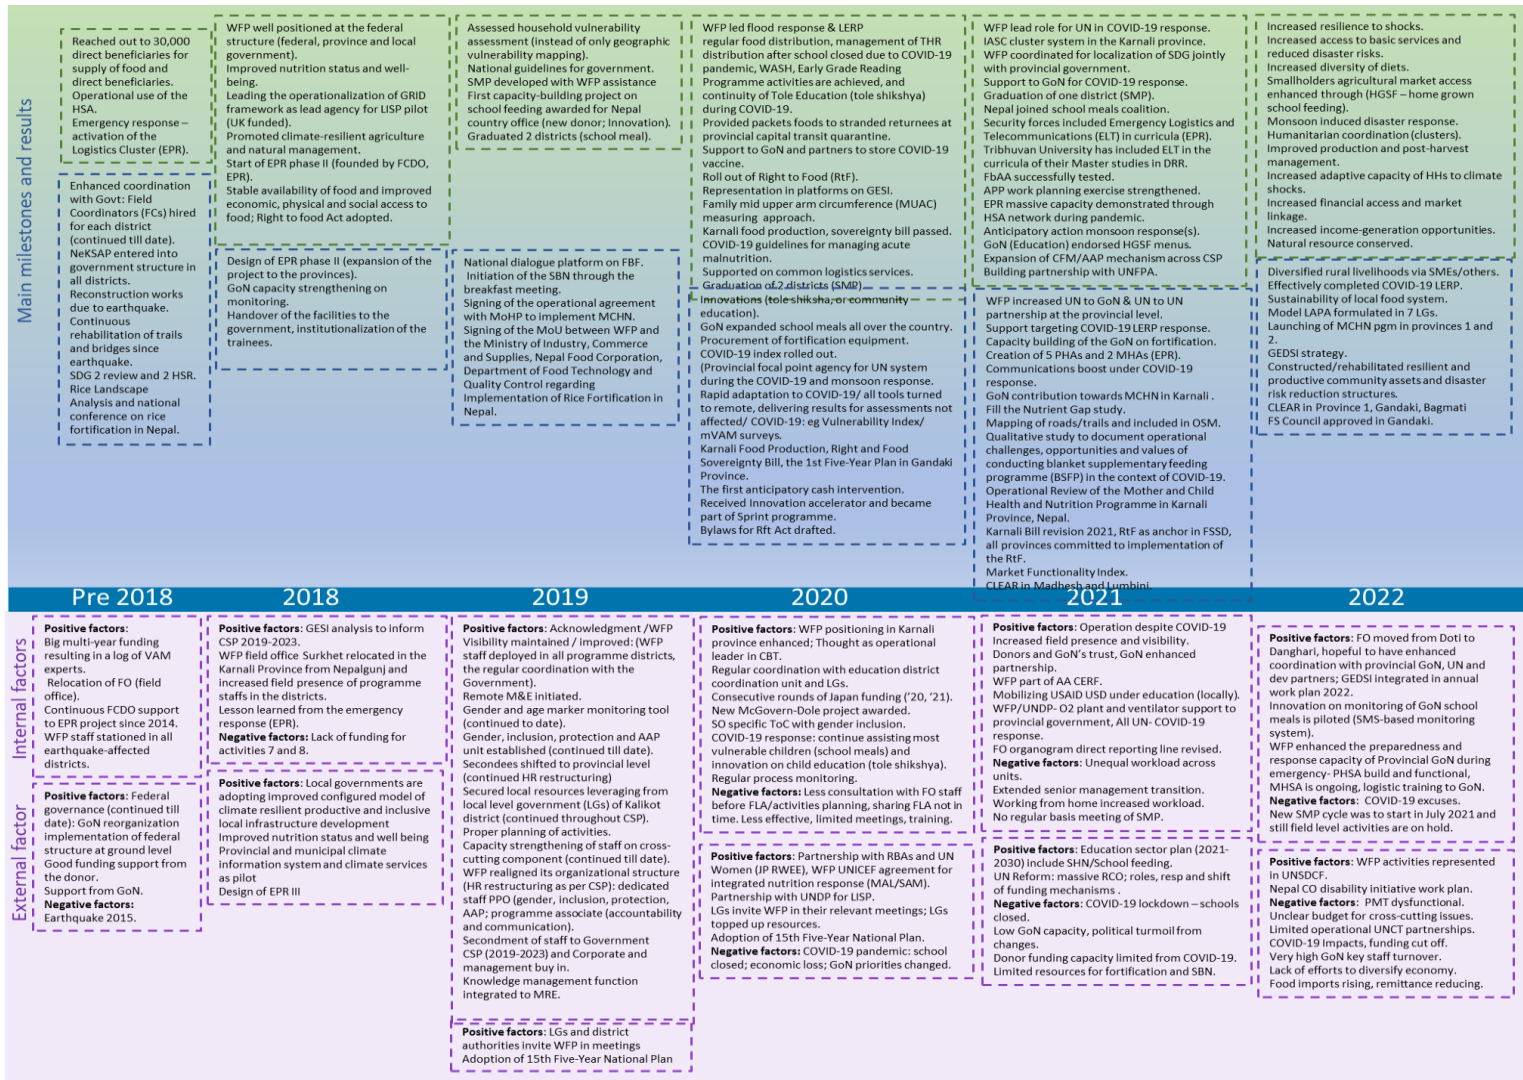 Main milestones and results
Reached out to 30,000
direct beneficiaries for
supply of food and
direct beneficiaries.
Operational use of the
HSA.
Emergency response –
activation of the
Logistics Cluster (EPR).
Enhanced coordination
with Govt: Field
Coordinators (FCs) hired
for each district
(continued till date).
NeKSAP entered into
government structure in
all districts.
Reconstruction works
due to earthquake.
Continuous
rehabilitation of trails
and bridges since
earthquake.
SDG 2 review and 2 HSR.
Rice Landscape
Analysis and national
conference on rice
fortification in Nepal.
WFP well positioned at the federal
structure (federal, province and local
government).
Improved nutrition status and well-
being.
Leading the operationalization of GRID
framework as lead agency for LISP pilot
(UK funded).
Promoted climate-resilient agriculture
and natural management.
Start of EPR phase II (founded by FCDO,
EPR).
Stable availability of food and improved
economic, physical and social access to
food; Right to food Act adopted.
Design of EPR phase II (expansion of the
project to the provinces).
GoN capacity strengthening on
monitoring.
Handover of the facilities to the
government, institutionalization of the
trainees.
Assessed household vulnerability
assessment (instead of only geographic
vulnerability mapping).
National guidelines for government.
SMP developed with WFP assistance
First capacity-building project on
school feeding awarded for Nepal
country office (new donor; Innovation).
Graduated 2 districts (school meal).
National dialogue platform on FBF.
Initiation of the SBN through the
breakfast meeting.
Signing of the operational agreement
with MoHP to implement MCHN.
Signing of the MoU between WFP and
the Ministry of Industry, Commerce
and Supplies, Nepal Food Corporation,
Department of Food Technology and
Quality Control regarding
Implementation of Rice Fortification in
Nepal.
WFP led flood response & LERP
regular food distribution, management of THR
distribution after school closed due to COVID-19
pandemic, WASH, Early Grade Reading
Programme activities are achieved, and
continuity of Tole Education (tole shikshya)
during COVID-19.
Provided packets foods to stranded returnees at
provincial capital transit quarantine.
Support to GoN and partners to store COVID-19
vaccine.
Roll out of Right to Food (RtF).
Representation in platforms on GESI.
Family mid upper arm circumference (MUAC)
measuring approach.
Karnali food production, sovereignty bill passed.
COVID-19 guidelines for managing acute
malnutrition.
Supported on common logistics services.
Graduation of 2 districts (SMP).
Innovations (tole shiksha, or community
education).
GoN expanded school meals all over the country.
Procurement of fortification equipment.
COVID-19 index rolled out.
(Provincial focal point agency for UN system
during the COVID-19 and monsoon response.
Rapid adaptation to COVID-19/ all tools turned
to remote, delivering results for assessments not
affected/ COVID-19: eg Vulnerability Index/
mVAM surveys.
Karnali Food Production, Right and Food
Sovereignty Bill, the 1st Five-Year Plan in Gandaki
Province.
The first anticipatory cash intervention.
Received Innovation accelerator and became
part of Sprint programme.
Bylaws for Rft Act drafted.
WFP lead role for UN in COVID-19 response.
IASC cluster system in the Karnali province.
WFP coordinated for localization of SDG jointly
with provincial government.
Support to GoN for COVID-19 response.
Graduation of one district (SMP).
Nepal joined school meals coalition.
Security forces included Emergency Logistics and
Telecommunications (ELT) in curricula (EPR).
Tribhuvan University has included ELT in the
curricula of their Master studies in DRR.
FbAA successfully tested.
APP work planning exercise strengthened.
EPR massive capacity demonstrated through
HSA network during pandemic.
Anticipatory action monsoon response(s).
GoN (Education) endorsed HGSF menus.
Expansion of CFM/AAP mechanism across CSP
Building partnership with UNFPA.
WFP increased UN to GoN & UN to UN
partnership at the provincial level.
Support targeting COVID-19 LERP response.
Capacity building of the GoN on fortification.
Creation of 5 PHAs and 2 MHAs (EPR).
Communications boost under COVID-19
response.
GoN contribution towards MCHN in Karnali .
Fill the Nutrient Gap study.
Mapping of roads/trails and included in OSM.
Qualitative study to document operational
challenges, opportunities and values of
conducting blanket supplementary feeding
programme (BSFP) in the context of COVID-19.
Operational Review of the Mother and Child
Health and Nutrition Programme in Karnali
Province, Nepal.
Karnali Bill revision 2021, RtF as anchor in FSSD,
all provinces committed to implementation of
the RtF.
Market Functionality Index.
CLEAR in Madhesh and Lumbini.
Increased resilience to shocks.
Increased access to basic services and
reduced disaster risks.
Increased diversity of diets.
Smallholders agricultural market access
enhanced through (HGSF – home grown
school feeding).
Monsoon induced disaster response.
Humanitarian coordination (clusters).
Improved production and post-harvest
management.
Increased adaptive capacity of HHs to climate
shocks.
Increased financial access and market
linkage.
Increased income-generation opportunities.
Natural resource conserved.
Diversified rural livelihoods via SMEs/others.
Effectively completed COVID-19 LERP.
Sustainability of local food system.
Model LAPA formulated in 7 LGs.
Launching of MCHN pgm in provinces 1 and
2.
GEDSI strategy.
Constructed/rehabilitated resilient and
productive community assets and disaster
risk reduction structures.
CLEAR in Province 1, Gandaki, Bagmati
FS Council approved in Gandaki.
Pre 2018
2018
2019
2020
2021
2022
Internal factors
External factor
Positive factors:
Big multi-year funding
resulting in a log of VAM
experts.
Relocation of FO (field
office).
Continuous FCDO support
to EPR project since 2014.
WFP staff stationed in all
earthquake-affected
districts.
Positive factors: Federal
governance (continued till
date): GoN reorganization
implementation of federal
structure at ground level
Good funding support from
the donor.
Support from GoN.
Negative factors:
Earthquake 2015.
Positive factors: GESI analysis to inform
CSP 2019-2023.
WFP field office Surkhet relocated in the
Karnali Province from Nepalgunj and
increased field presence of programme
staffs in the districts.
Lesson learned from the emergency
response (EPR).
Negative factors: Lack of funding for
activities 7 and 8.
Positive factors: Local governments are
adopting improved configured model of
climate resilient productive and inclusive
local infrastructure development
Improved nutrition status and well being
Provincial and municipal climate
information system and climate services
as pilot
Design of EPR III
Positive factors: Acknowledgment /WFP
Visibility maintained / improved: (WFP
staff deployed in all programme districts,
the regular coordination with the
Government).
Remote M&E initiated.
Gender and age marker monitoring tool
(continued to date).
Gender, inclusion, protection and AAP
unit established (continued till date).
Secondees shifted to provincial level
(continued HR restructuring)
Secured local resources leveraging from
local level government (LGs) of Kalikot
district (continued throughout CSP).
Proper planning of activities.
Capacity strengthening of staff on cross-
cutting component (continued till date).
WFP realigned its organizational structure
(HR restructuring as per CSP): dedicated
staff PPO (gender, inclusion, protection,
AAP; programme associate (accountability
and communication).
Secondment of staff to Government
CSP (2019-2023) and Corporate and
management buy in.
Knowledge management function
integrated to MRE.
Positive factors: LGs and district
authorities invite WFP in meetings
Adoption of 15th Five-Year National Plan
Positive factors: WFP positioning in Karnali
province enhanced; Thought as operational
leader in CBT.
Regular coordination with education district
coordination unit and LGs.
Consecutive rounds of Japan funding ('20, '21).
New McGovern-Dole project awarded.
SO specific ToC with gender inclusion.
COVID-19 response: continue assisting most
vulnerable children (school meals) and
innovation on child education (tole shikshya).
Regular process monitoring.
Negative factors: Less consultation with FO staff
before FLA/activities planning, sharing FLA not in
time. Less effective, limited meetings, training.
Positive factors: Partnership with RBAs and UN
Women (JP RWEE), WFP UNICEF agreement for
integrated nutrition response (MAL/SAM).
Partnership with UNDP for LISP.
LGs invite WFP in their relevant meetings; LGs
topped up resources.
Adoption of 15th Five-Year National Plan.
Negative factors: COVID-19 pandemic: school
closed; economic loss; GoN priorities changed.
Positive factors: Operation despite COVID-19
Increased field presence and visibility.
Donors and GoN's trust, GoN enhanced
partnership.
WFP part of AA CERF.
Mobilizing USAID USD under education (locally).
WFP/UNDP- O2 plant and ventilator support to
provincial government, All UN- COVID-19
response.
FO organogram direct reporting line revised.
Negative factors: Unequal workload across
units.
Extended senior management transition.
Working from home increased workload.
No regular basis meeting of SMP.
Positive factors: Education sector plan (2021-
2030) include SHN/School feeding.
UN Reform: massive RCO; roles, resp and shift
of funding mechanisms .
Negative factors: COVID-19 lockdown – schools
closed.
Low GoN capacity, political turmoil from
changes.
Donor funding capacity limited from COVID-19.
Limited resources for fortification and SBN.
Positive factors: FO moved from Doti to
Danghari, hopeful to have enhanced
coordination with provincial GoN, UN and
dev partners; GEDSI integrated in annual
work plan 2022.
Innovation on monitoring of GoN school
meals is piloted (SMS-based monitoring
system).
WFP enhanced the preparedness and
response capacity of Provincial GoN during
emergency- PHSA build and functional,
MHSA is ongoing, logistic training to GoN.
Negative factors: COVID-19 excuses.
New SMP cycle was to start in July 2021 and
still field level activities are on hold.
Positive factors: WFP activities represented
in UNSDCF.
Nepal CO disability initiative work plan.
Negative factors: PMT dysfunctional.
Unclear budget for cross-cutting issues.
Limited operational UNCT partnerships.
COVID-19 Impacts, funding cut off.
Very high GoN key staff turnover.
Lack of efforts to diversify economy.
Food imports rising, remittance reducing.